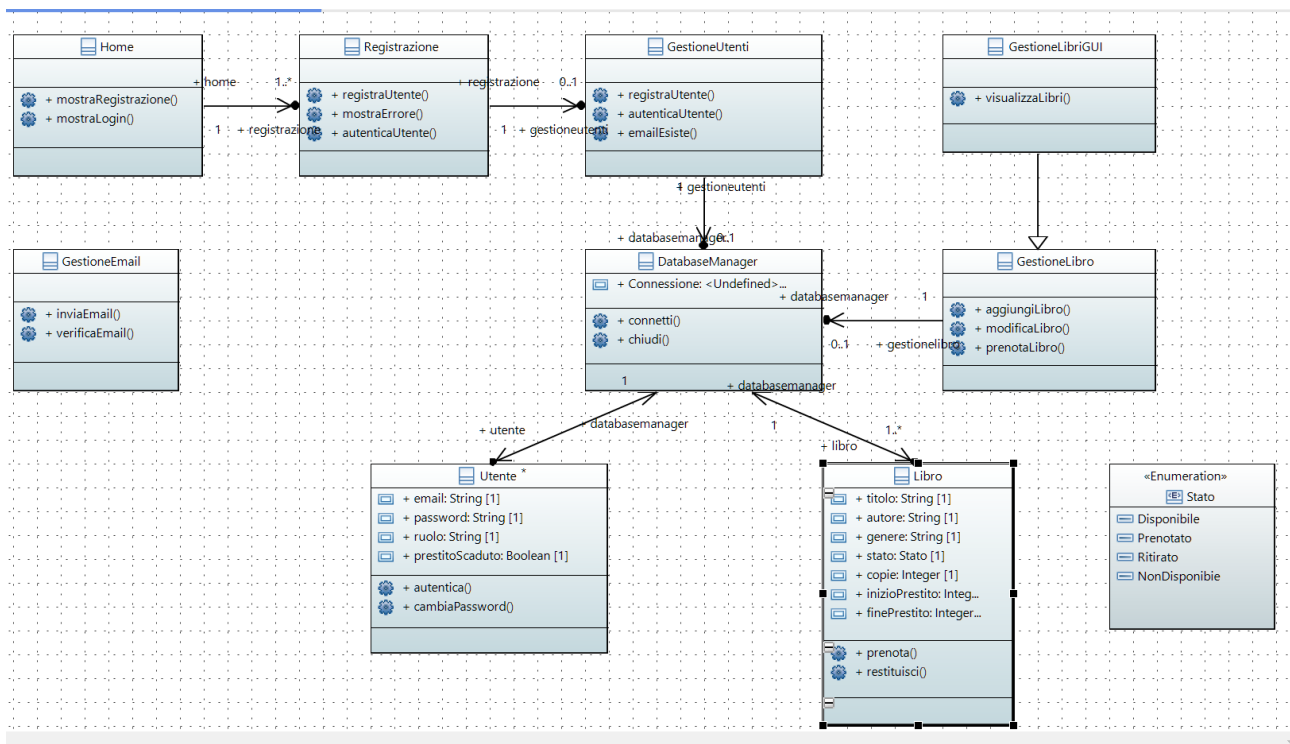 Home
+ mostraRegistrazione()
+ mostraLogin()
+ home
1..*
1
+ registrazione
Registrazione
+ registraUtente()
+ mostraErrore()
+ autenticaUtente()
+ registrazione
0..1
1
+ gestioneutenti
GestioneUtenti
+ registraUtente()
+ autenticaUtente()
+ emailEsiste()
GestioneLibriGUI
+ visualizzaLibri()
1
+ gestioneutenti
+ databasemanager
0..1
GestioneEmail
+ inviaEmail()
+ verificaEmail()
DatabaseManager
+ Connessione: <Undefined>...
+ connetti()
+ chiudi()
+ databasemanager
1
0..1
+ gestionelibro
GestioneLibro
+ aggiungiLibro()
+ modificaLibro()
+ prenotaLibro()
1
+ databasemanager
+ utente
+ databasemanager
1
1..*
+ libro
*
Utente
+ email: String [1]
+ password: String [1]
+ ruolo: String [1]
+ prestitoScaduto: Boolean [1]
+ autentica()
+ cambiaPassword()
Libro
+ titolo: String [1]
+ autore: String [1]
+ genere: String [1]
+ stato: Stato [1]
+ copie: Integer [1]
+ inizioPrestito: Integ...
+ finePrestito: Integer...
+ prenota()
+ restituisci()
«Enumeration»
<E> Stato
Disponibile
Prenotato
Ritirato
NonDisponibie